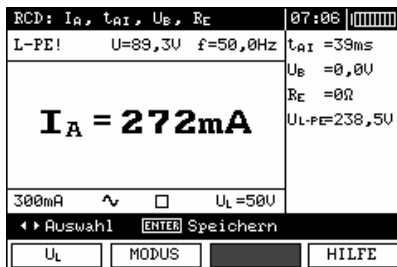 RCD: IA, tAI, UB, RE 07:06
L-PE! U=89,3V f=50,0Hz
tAI =39ms
UB =0,0V
RE =0Ω
UL-PE=238,5V
IA = 272mA
300mA UL=50V
Auswahl ENTER Speichern
UL MODUS HILFE